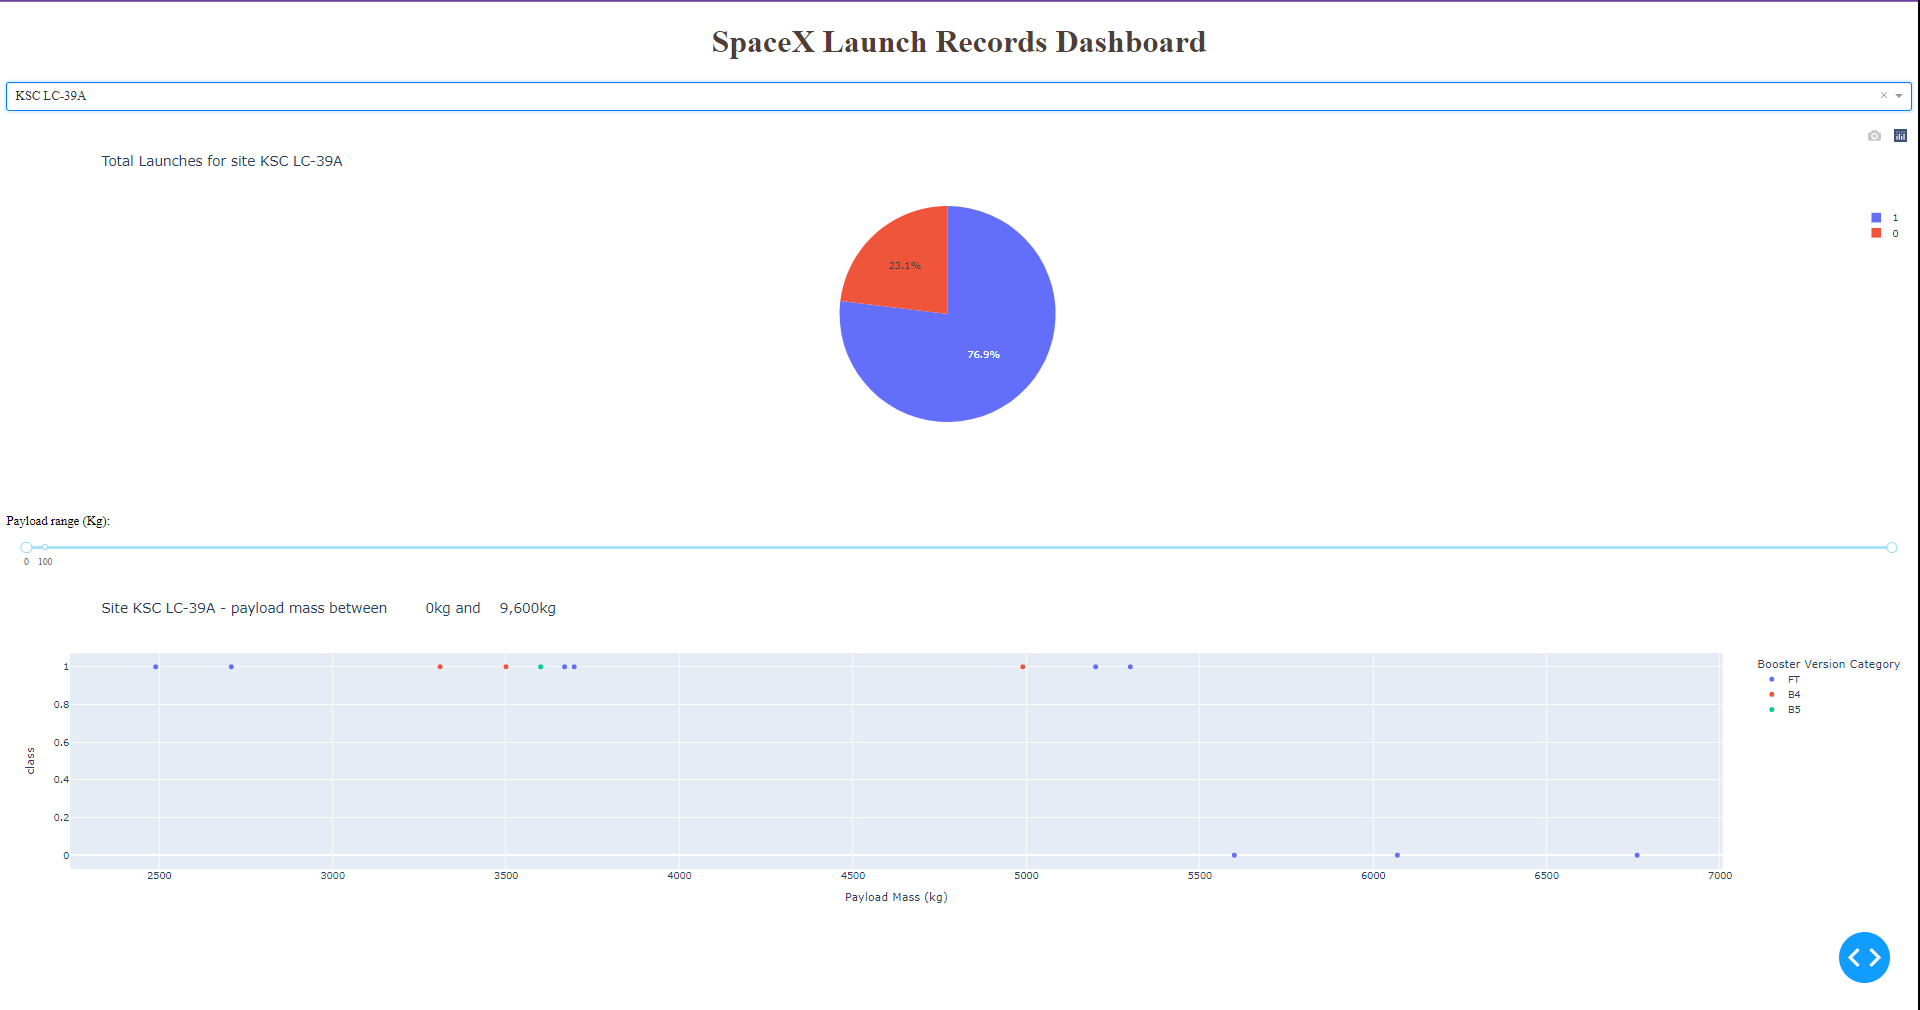 SpaceX Launch Records Dashboard
KSC LC-39A
Total Launches for site KSC LC-39A
1
0
23.1%
76.9%
Payload range (Kg):
0 100
Site KSC LC-39A - payload mass between 0kg and 9,600kg
Booster Version Category
FT
B4
B5
1
0.8
0.6
0.4
0.2
0
class
2500 3000 3500 4000 4500 5000 5500 6000 6500 7000
Payload Mass (kg)